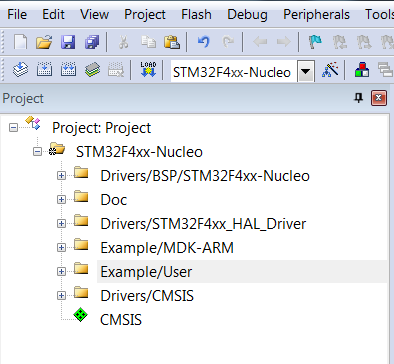 File Edit View Project Flash Debug Peripherals Tools
LOAD STM32F4xx-Nucleo
Project
Project: Project
STM32F4xx-Nucleo
Drivers/BSP/STM32F4xx-Nucleo
Doc
Drivers/STM32F4xx_HAL_Driver
Example/MDK-ARM
Example/User
Drivers/CMSIS
CMSIS